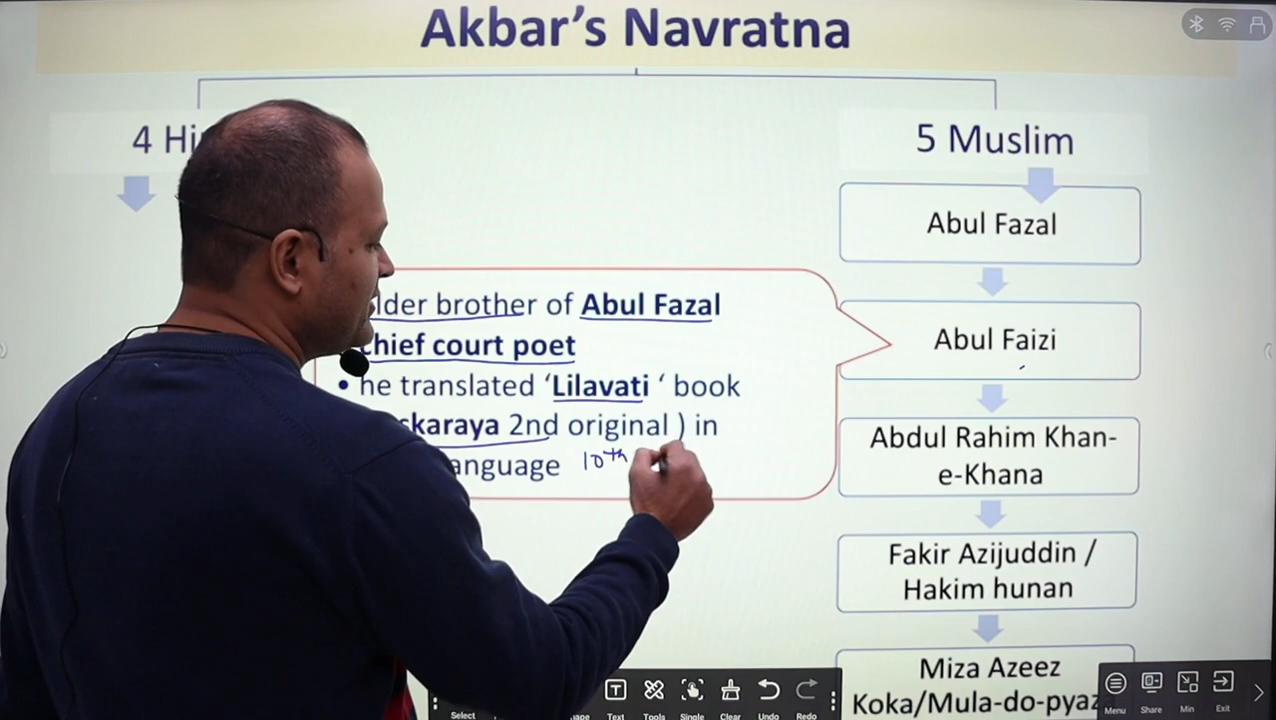 Akbar's Navratna
4 Hi
5 Muslim
Abul Fazal
lder brother of Abul Fazal
chief court poet
• he translated 'Lilavati ' book
skaraya 2nd original ) in
anguage 10th
Abul Faizi
Abdul Rahim Khan-
e-Khana
Fakir Azijuddin /
Hakim hunan
Miza Azeez
Koka/Mula-do-pyaz
Select
Text
Tools
Single
Clear
Undo
Redo
Menu
Share
Min
Exit